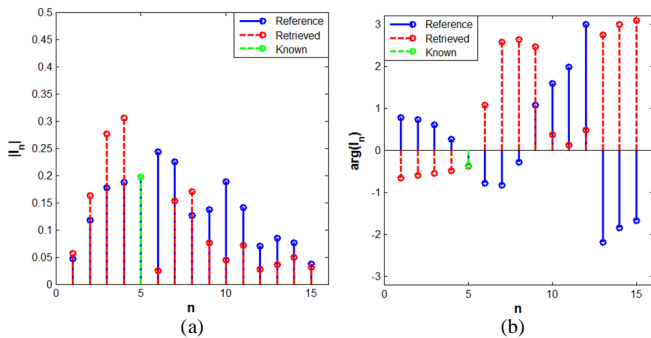 0.5
0.45
0.4
0.35
0.3
0.25
0.2
0.15
0.1
0.05
0
|I_n|
0 5 10 15
n
Reference
Retrieved
Known
(a)
3
2
1
0
-1
-2
-3
arg(I_n)
0 5 10 15
n
Reference
Retrieved
Known
(b)